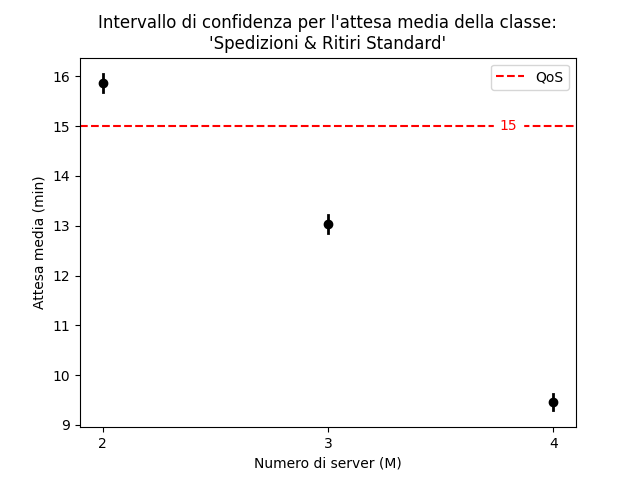 Intervallo di confidenza per l'attesa media della classe:
'Spedizioni & Ritiri Standard'
QoS
16
15
15
14
13
12
11
10
9
Attesa media (min)
2
3
4
Numero di server (M)